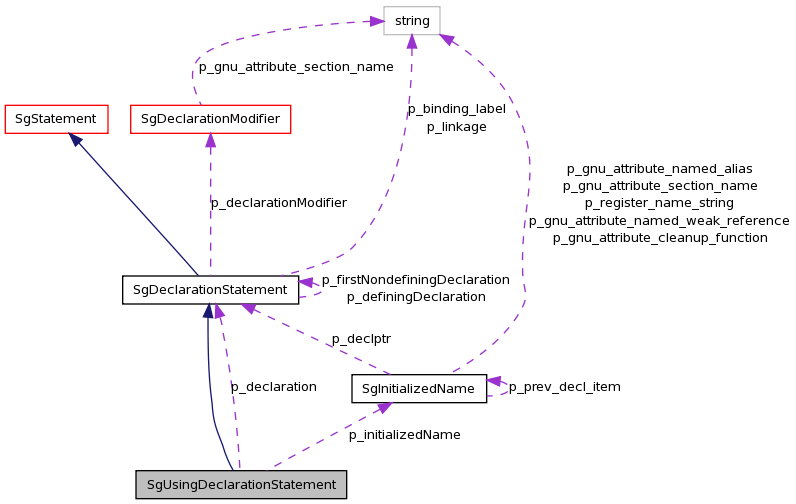 string
p_gnu_attribute_section_name
SgStatement
SgDeclarationModifier
p_binding_label
p_linkage
p_gnu_attribute_named_alias
p_gnu_attribute_section_name
p_register_name_string
p_gnu_attribute_named_weak_reference
p_gnu_attribute_cleanup_function
p_declarationModifier
SgDeclarationStatement
p_firstNondefiningDeclaration
p_definingDeclaration
p_declptr
p_declaration
SgInitializedName
p_prev_decl_item
p_initializedName
SgUsingDeclarationStatement